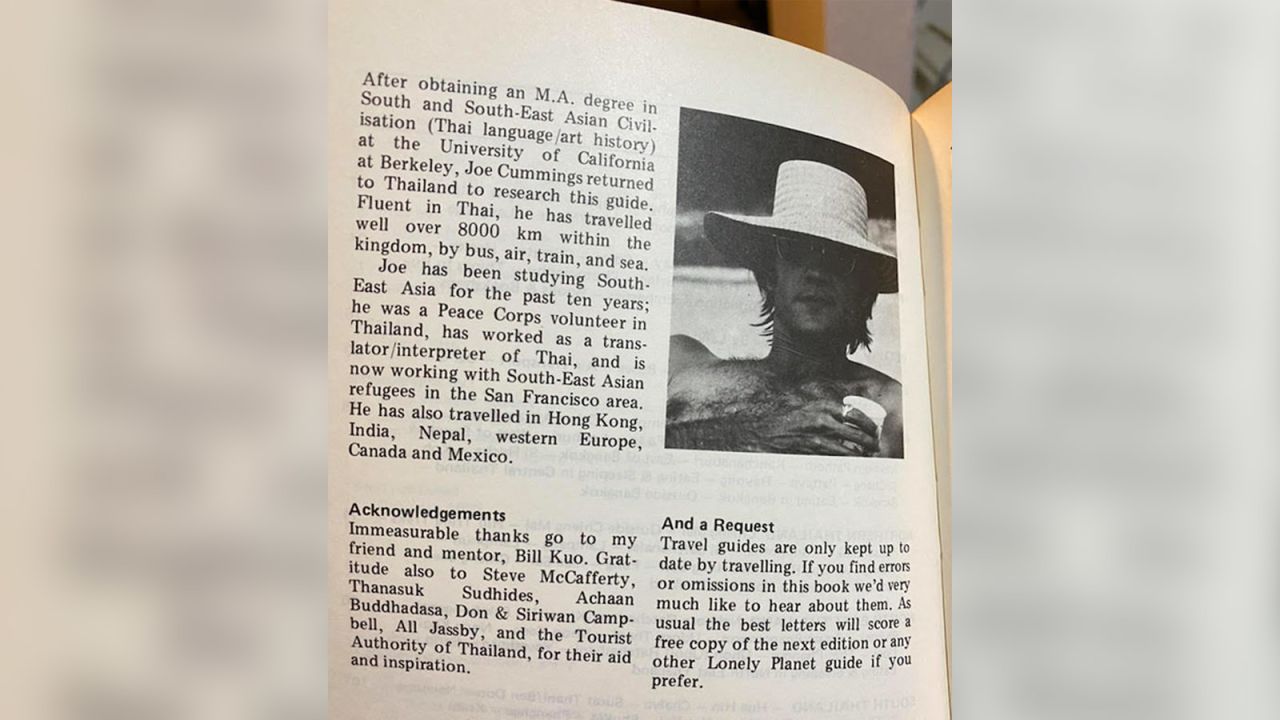 After obtaining an M.A. degree in
South and South-East Asian Civil-
isation (Thai language/art history)
at the University of California
at Berkeley, Joe Cummings returned
to Thailand to research this guide.
Fluent in Thai, he has travelled
well over 8000 km within the
kingdom, by bus, air, train, and sea.
Joe has been studying South-
East Asia for the past ten years;
he was a Peace Corps volunteer in
Thailand, has worked as a trans-
lator/interpreter of Thai, and is
now working with South-East Asian
refugees in the San Francisco area.
He has also travelled in Hong Kong,
India, Nepal, western Europe,
Canada and Mexico.
Acknowledgements
Immeasurable thanks go to my
friend and mentor, Bill Kuo. Grat-
itude also to Steve McCafferty,
Thanasuk Sudhides, Achaan
Buddhadasa, Don & Siriwan Camp-
bell, All Jassby, and the Tourist
Authority of Thailand, for their aid
and inspiration.
And a Request
Travel guides are only kept up to
date by travelling. If you find errors
or omissions in this book we'd very
much like to hear about them. As
usual the best letters will score a
free copy of the next edition or any
other Lonely Planet guide if you
prefer.